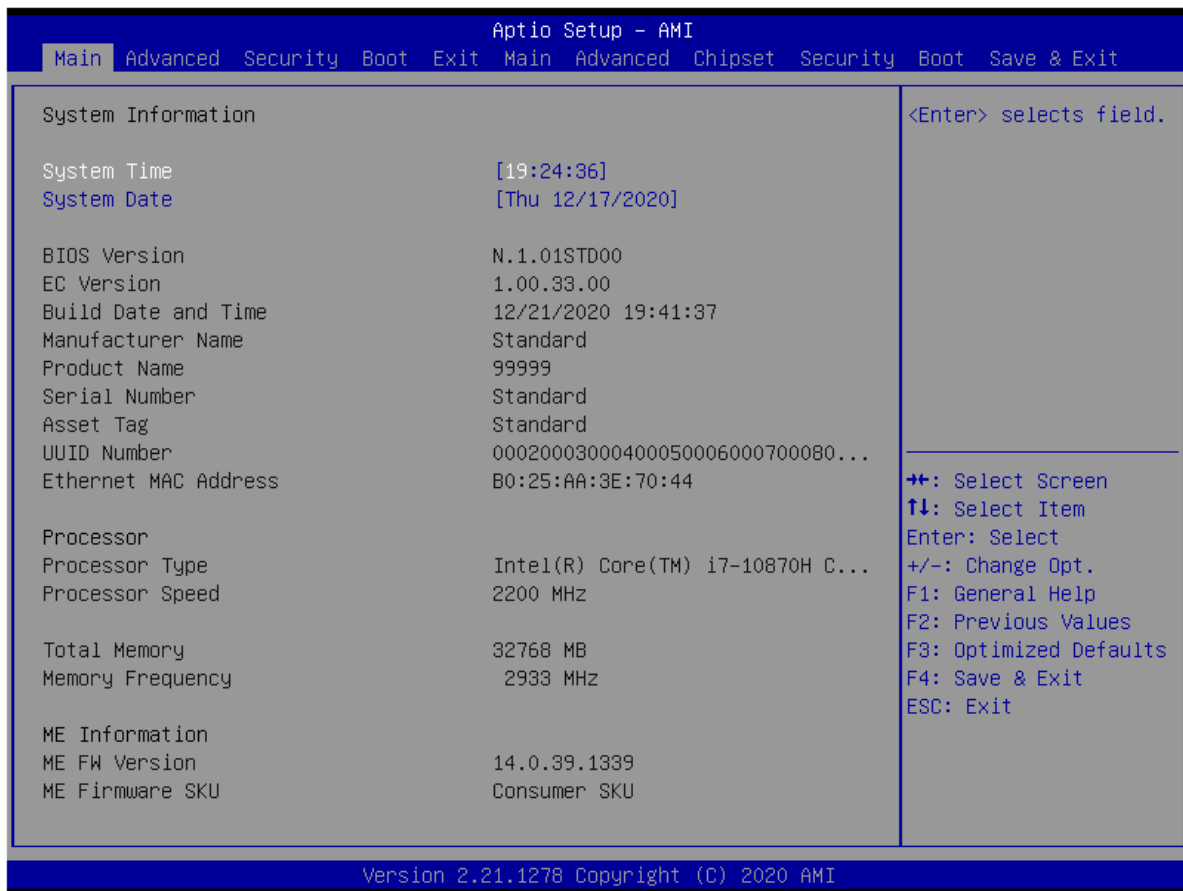 Aptio Setup – AMI
Main Advanced Security Boot Exit Main Advanced Chipset Security Boot Save & Exit
System Information
<Enter> selects field.
System Time [19:24:36]
System Date [Thu 12/17/2020]
BIOS Version N.1.01STD00
EC Version 1.00.33.00
Build Date and Time 12/21/2020 19:41:37
Manufacturer Name Standard
Product Name 99999
Serial Number Standard
Asset Tag Standard
UUID Number 00020003000400050006000700080...
Ethernet MAC Address B0:25:AA:3E:70:44
Processor
Processor Type Intel(R) Core(TM) i7-10870H C...
Processor Speed 2200 MHz
Total Memory 32768 MB
Memory Frequency 2933 MHz
ME Information
ME FW Version 14.0.39.1339
ME Firmware SKU Consumer SKU
→←: Select Screen
↑↓: Select Item
Enter: Select
+/-: Change Opt.
F1: General Help
F2: Previous Values
F3: Optimized Defaults
F4: Save & Exit
ESC: Exit
Version 2.21.1278 Copyright (C) 2020 AMI